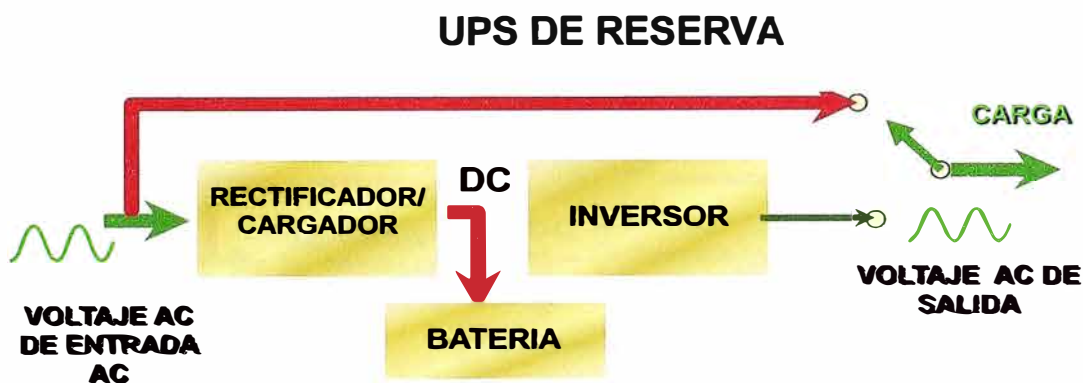 UPS DE RESERVA
CARGA
RECTIFICADOR/
CARGADOR
DC
INVERSOR
VOLTAJE AC
DE ENTRADA
AC
BATERIA
VOLTAJE AC DE
SALIDA